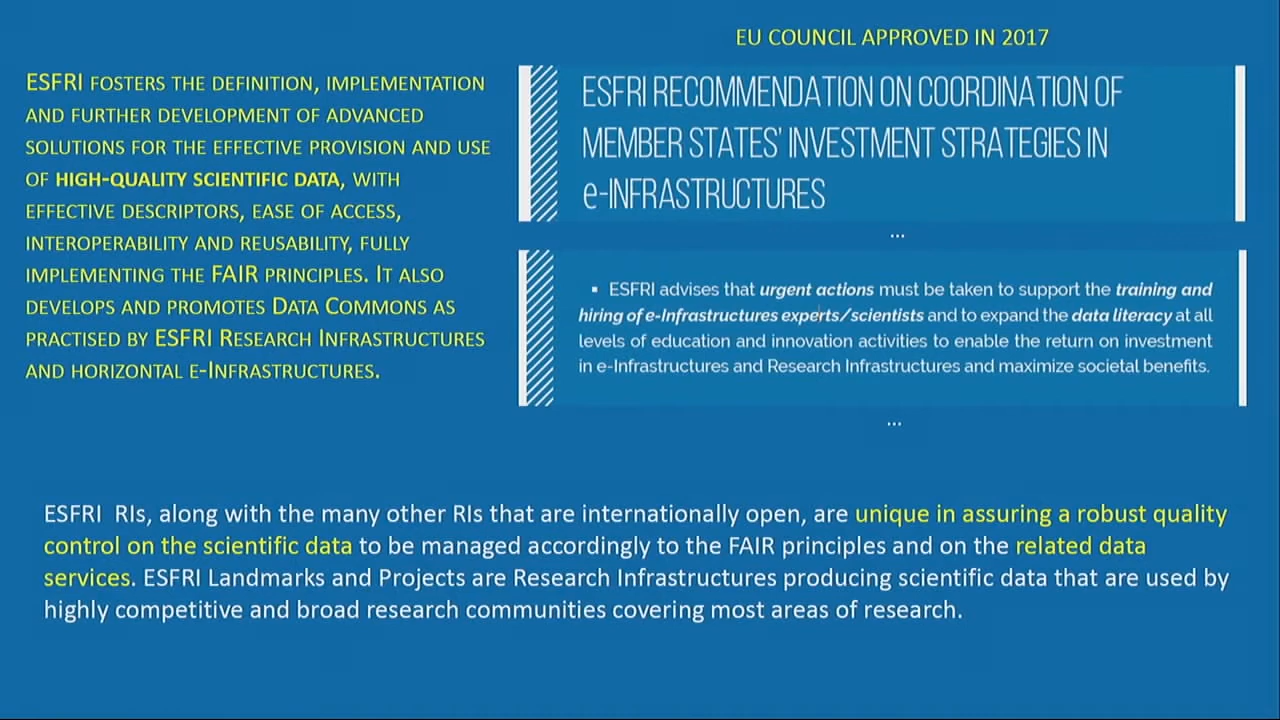 EU COUNCIL APPROVED IN 2017
ESFRI FOSTERS THE DEFINITION, IMPLEMENTATION
AND FURTHER DEVELOPMENT OF ADVANCED
SOLUTIONS FOR THE EFFECTIVE PROVISION AND USE
OF HIGH-QUALITY SCIENTIFIC DATA, WITH
EFFECTIVE DESCRIPTORS, EASE OF ACCESS,
INTEROPERABILITY AND REUSABILITY, FULLY
IMPLEMENTING THE FAIR PRINCIPLES. IT ALSO
DEVELOPS AND PROMOTES DATA COMMONS AS
PRACTISED BY ESFRI RESEARCH INFRASTRUCTURES
AND HORIZONTAL E-INFRASTRUCTURES.
ESFRI RECOMMENDATION ON COORDINATION OF
MEMBER STATES' INVESTMENT STRATEGIES IN
e-INFRASTRUCTURES
...
▪ ESFRI advises that urgent actions must be taken to support the training and
hiring of e-Infrastructures experts/scientists and to expand the data literacy at all
levels of education and innovation activities to enable the return on investment
in e-Infrastructures and Research Infrastructures and maximize societal benefits.
...
ESFRI RIs, along with the many other RIs that are internationally open, are unique in assuring a robust quality
control on the scientific data to be managed accordingly to the FAIR principles and on the related data
services. ESFRI Landmarks and Projects are Research Infrastructures producing scientific data that are used by
highly competitive and broad research communities covering most areas of research.